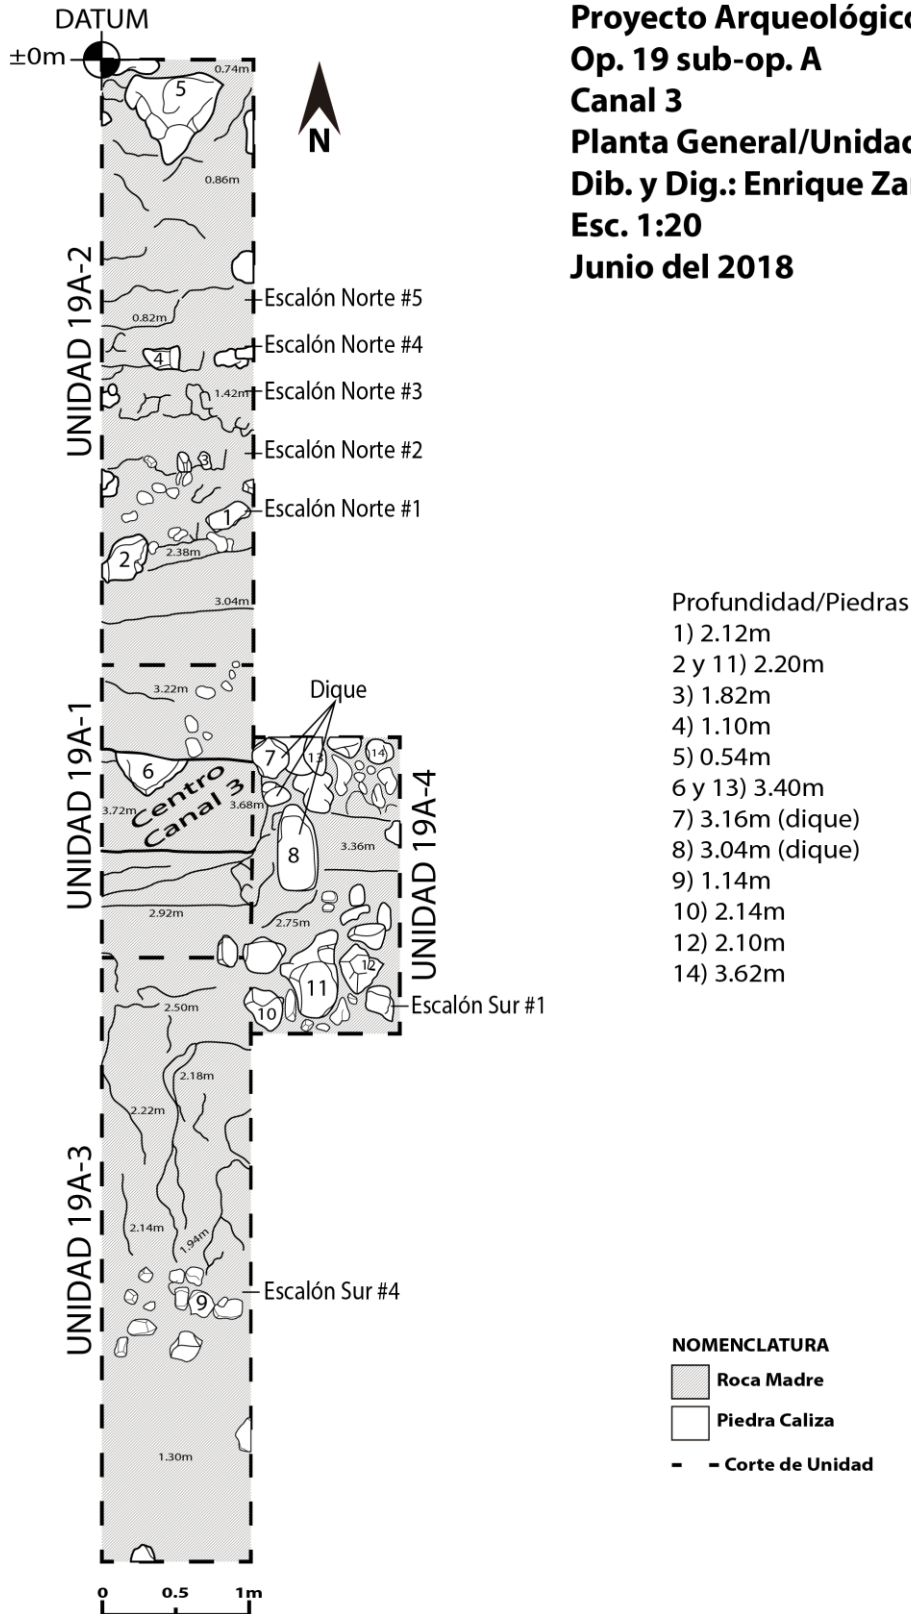 DATUM
±0m
Proyecto Arqueológico
Op. 19 sub-op. A
Canal 3
Planta General/Unidad
Dib. y Dig.: Enrique
Esc. 1:20
Junio del 2018
N
0.74m
5
0.86m
UNIDAD 19A-2
Escalón Norte #5
0.82m
Escalón Norte #4
4
1.42m
Escalón Norte #3
Escalón Norte #2
3
Escalón Norte #1
1
2
2.38m
3.04m
UNIDAD 19A-1
3.22m
Dique
6
7
13
14
Centro
Canal 3
3.72m
3.68m
8
3.36m
UNIDAD 19A-4
2.92m
2.75m
12
11
10
Escalón Sur #1
UNIDAD 19A-3
2.50m
2.18m
2.22m
2.14m
1.94m
Escalón Sur #4
9
1.30m
0 0.5 1m
Profundidad/Piedras
1) 2.12m
2 y 11) 2.20m
3) 1.82m
4) 1.10m
5) 0.54m
6 y 13) 3.40m
7) 3.16m (dique)
8) 3.04m (dique)
9) 1.14m
10) 2.14m
12) 2.10m
14) 3.62m
NOMENCLATURA
Roca Madre
Piedra Caliza
Corte de Unidad